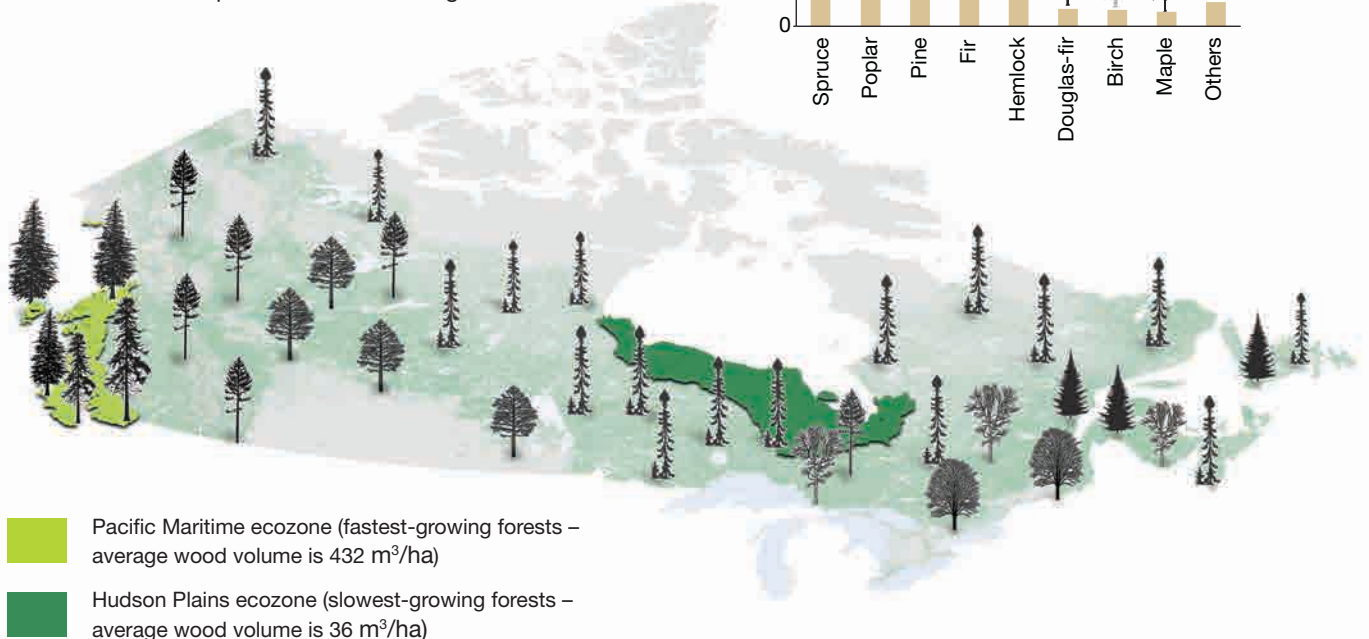 0
Spruce
Poplar
Pine
Fir
Hemlock
Douglas-fir
Birch
Maple
Others
Pacific Maritime ecozone (fastest-growing forests –
average wood volume is 432 m³/ha)
Hudson Plains ecozone (slowest-growing forests –
average wood volume is 36 m³/ha)